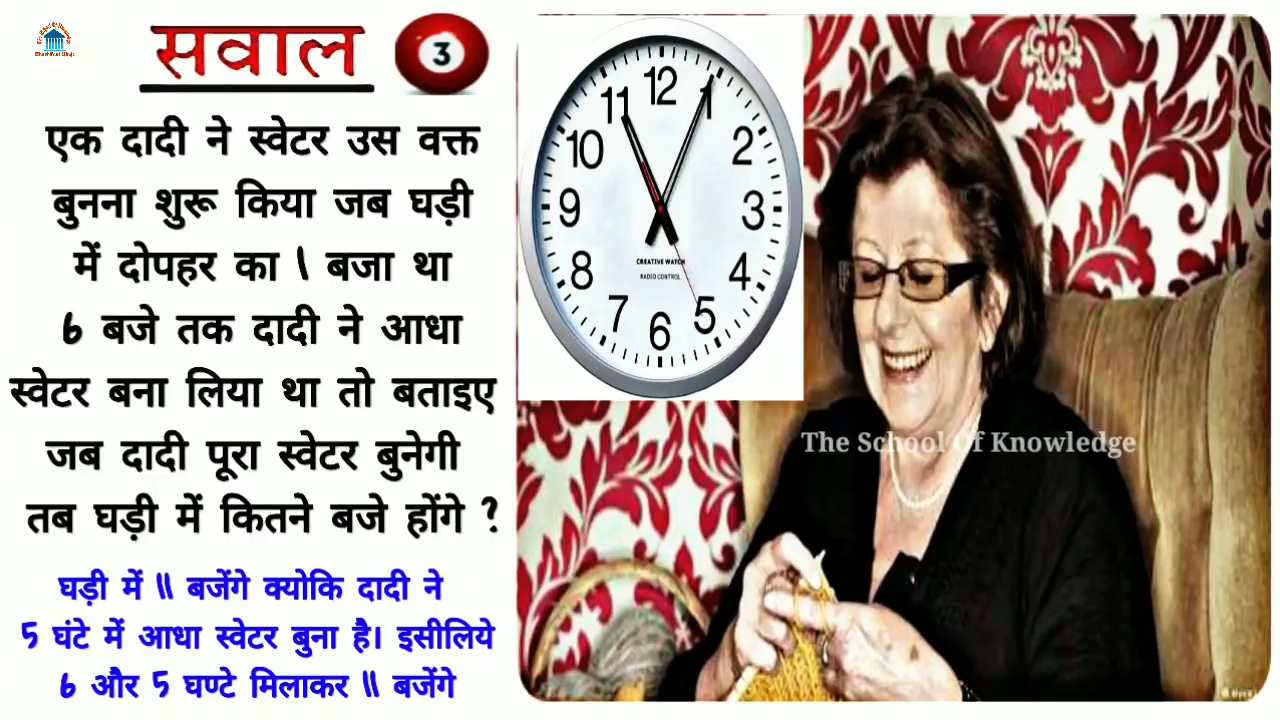 सवाल 3
एक दादी ने स्वेटर उस वक्त
बुनना शुरू किया जब घड़ी
में दोपहर का 1 बजा था
6 बजे तक दादी ने आधा
स्वेटर बना लिया था तो बताइए
जब दादी पूरा स्वेटर बुनेगी
तब घड़ी में कितने बजे होंगे ?
घड़ी में 11 बजेंगे क्योकि दादी ने
5 घंटे में आधा स्वेटर बुना है। इसीलिये
6 और 5 घण्टे मिलाकर 11 बजेंगे
12
11 1
10 2
9 3
8 4
7 5
6
CREATIVE WATCH
RADIO CONTROL
The School Of Knowledge